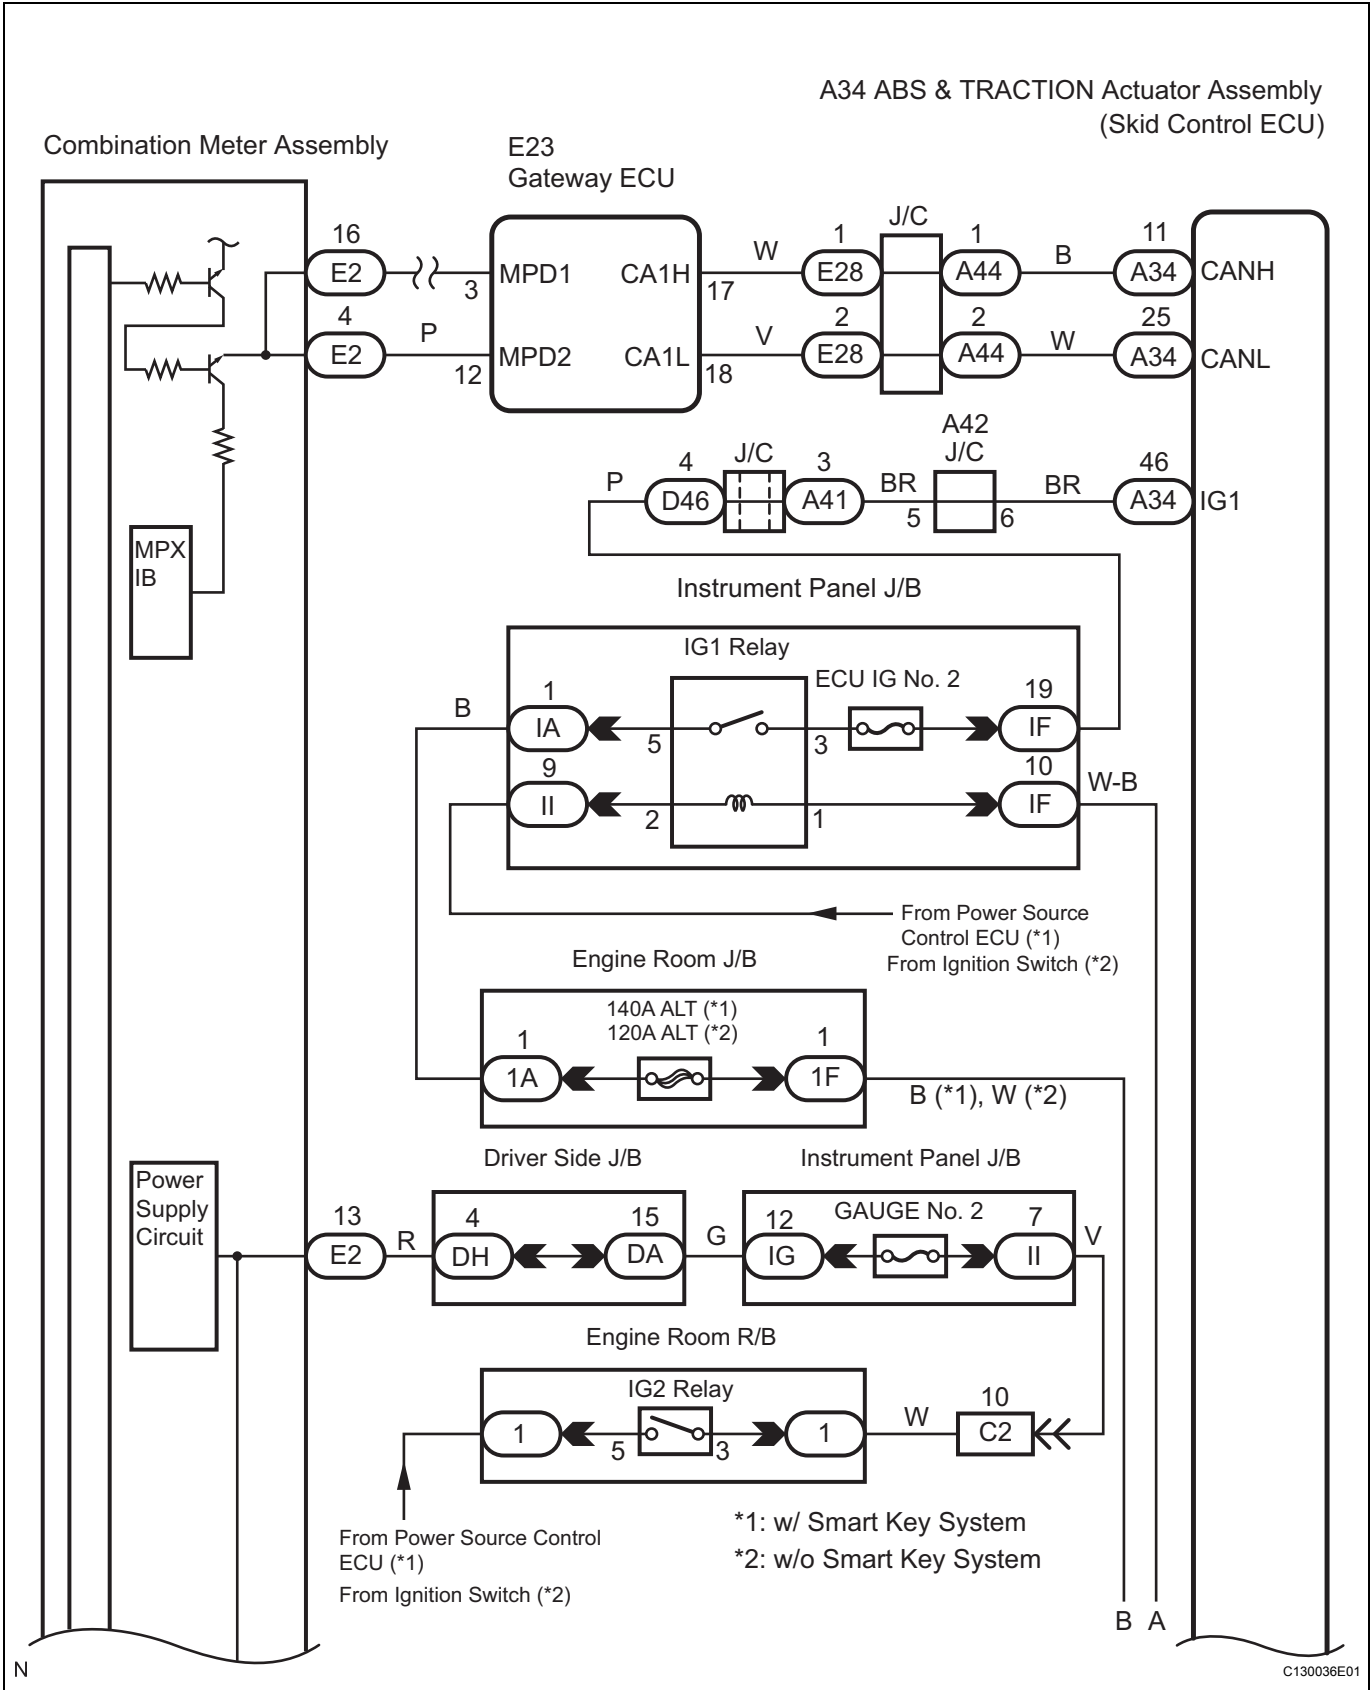 A34 ABS & TRACTION Actuator Assembly
(Skid Control ECU)
Combination Meter Assembly
E23
Gateway ECU
J/C
16
E2
3
MPD1
CA1H
17
W
1
E28
1
A44
B
11
A34
CANH
4
E2
P
12
MPD2
CA1L
18
V
2
E28
2
A44
W
25
A34
CANL
MPX
IB
P
4
D46
J/C
3
A41
BR
5
A42
J/C
6
BR
46
A34
IG1
Instrument Panel J/B
IG1 Relay
ECU IG No. 2
B
1
IA
5
3
19
IF
9
II
2
1
10
IF
W-B
From Power Source
Control ECU (*1)
From Ignition Switch (*2)
Engine Room J/B
140A ALT (*1)
120A ALT (*2)
1
1A
1
1F
B (*1), W (*2)
Driver Side J/B
Instrument Panel J/B
Power
Supply
Circuit
13
E2
R
4
DH
15
DA
G
12
IG
GAUGE No. 2
7
II
V
Engine Room R/B
IG2 Relay
1
5
3
1
W
10
C2
From Power Source Control
ECU (*1)
From Ignition Switch (*2)
*1: w/ Smart Key System
*2: w/o Smart Key System
B A
N
C130036E01